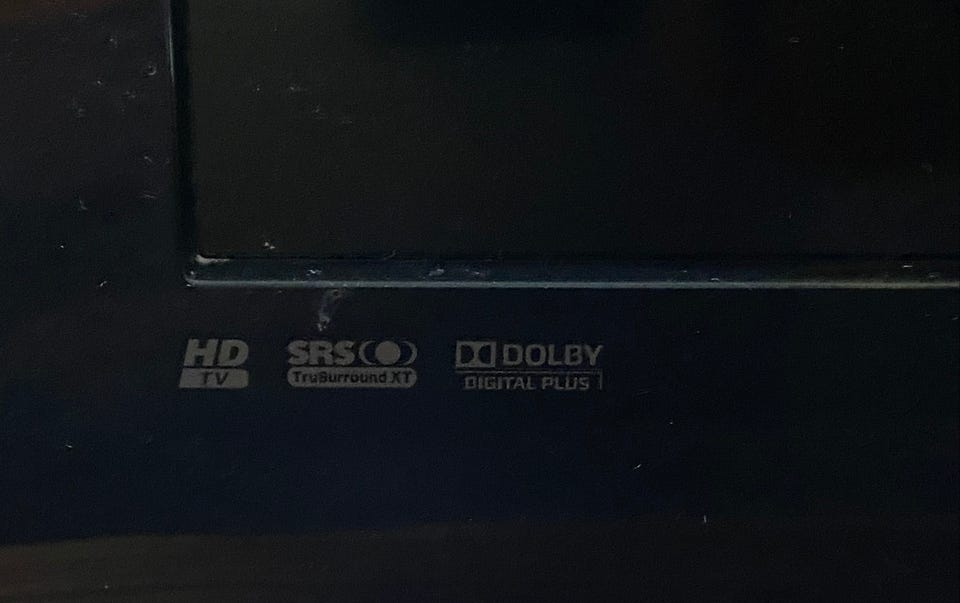 HD
TV
SRS
TruSurround XT
DOLBY
DIGITAL PLUS